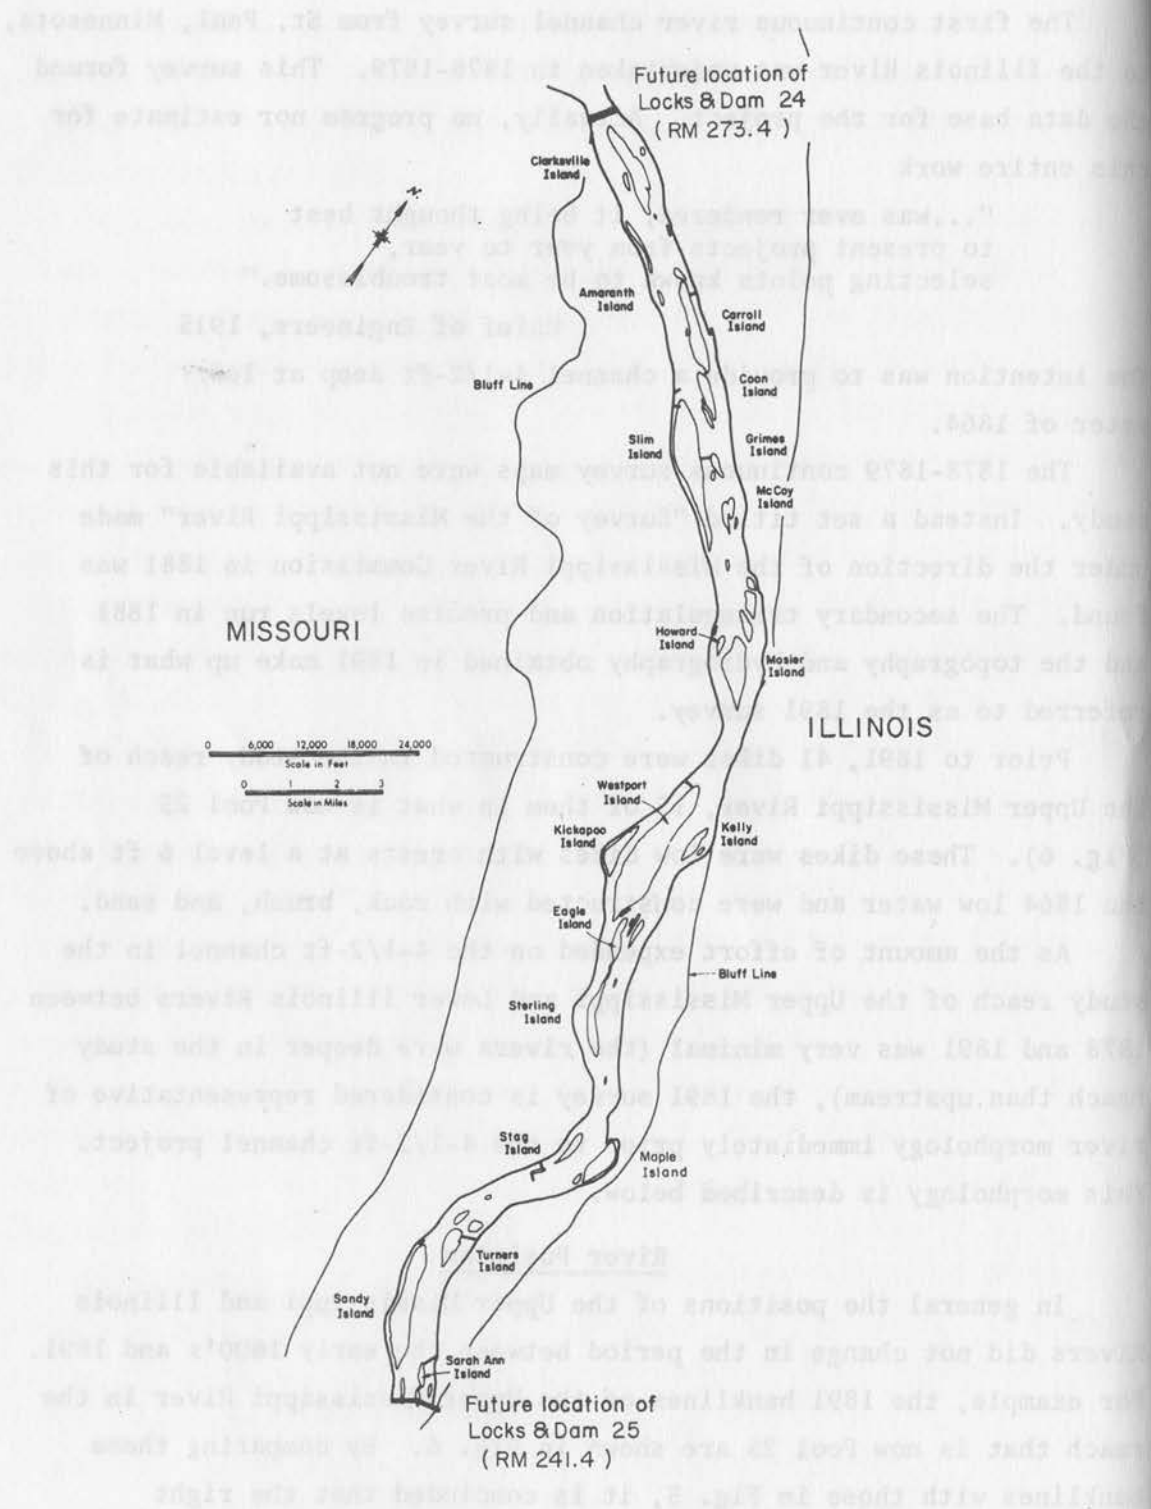 Future location of
Locks & Dam 24
( RM 273.4 )
Clarksville
Island
N
Amaranth
Island
Carroll
Island
Bluff Line
Coon
Island
Slim
Island
Grimes
Island
McCoy
Island
MISSOURI
Howard
Island
Mosier
Island
ILLINOIS
0 6,000 12,000 18,000 24,000
Scale in Feet
0 1 2 3
Scale in Miles
Westport
Island
Kickapoo
Island
Kelly
Island
Eagle
Island
Bluff Line
Sterling
Island
Stag
Island
Maple
Island
Turners
Island
Sandy
Island
Sarah Ann
Island
Future location of
Locks & Dam 25
( RM 241.4 )